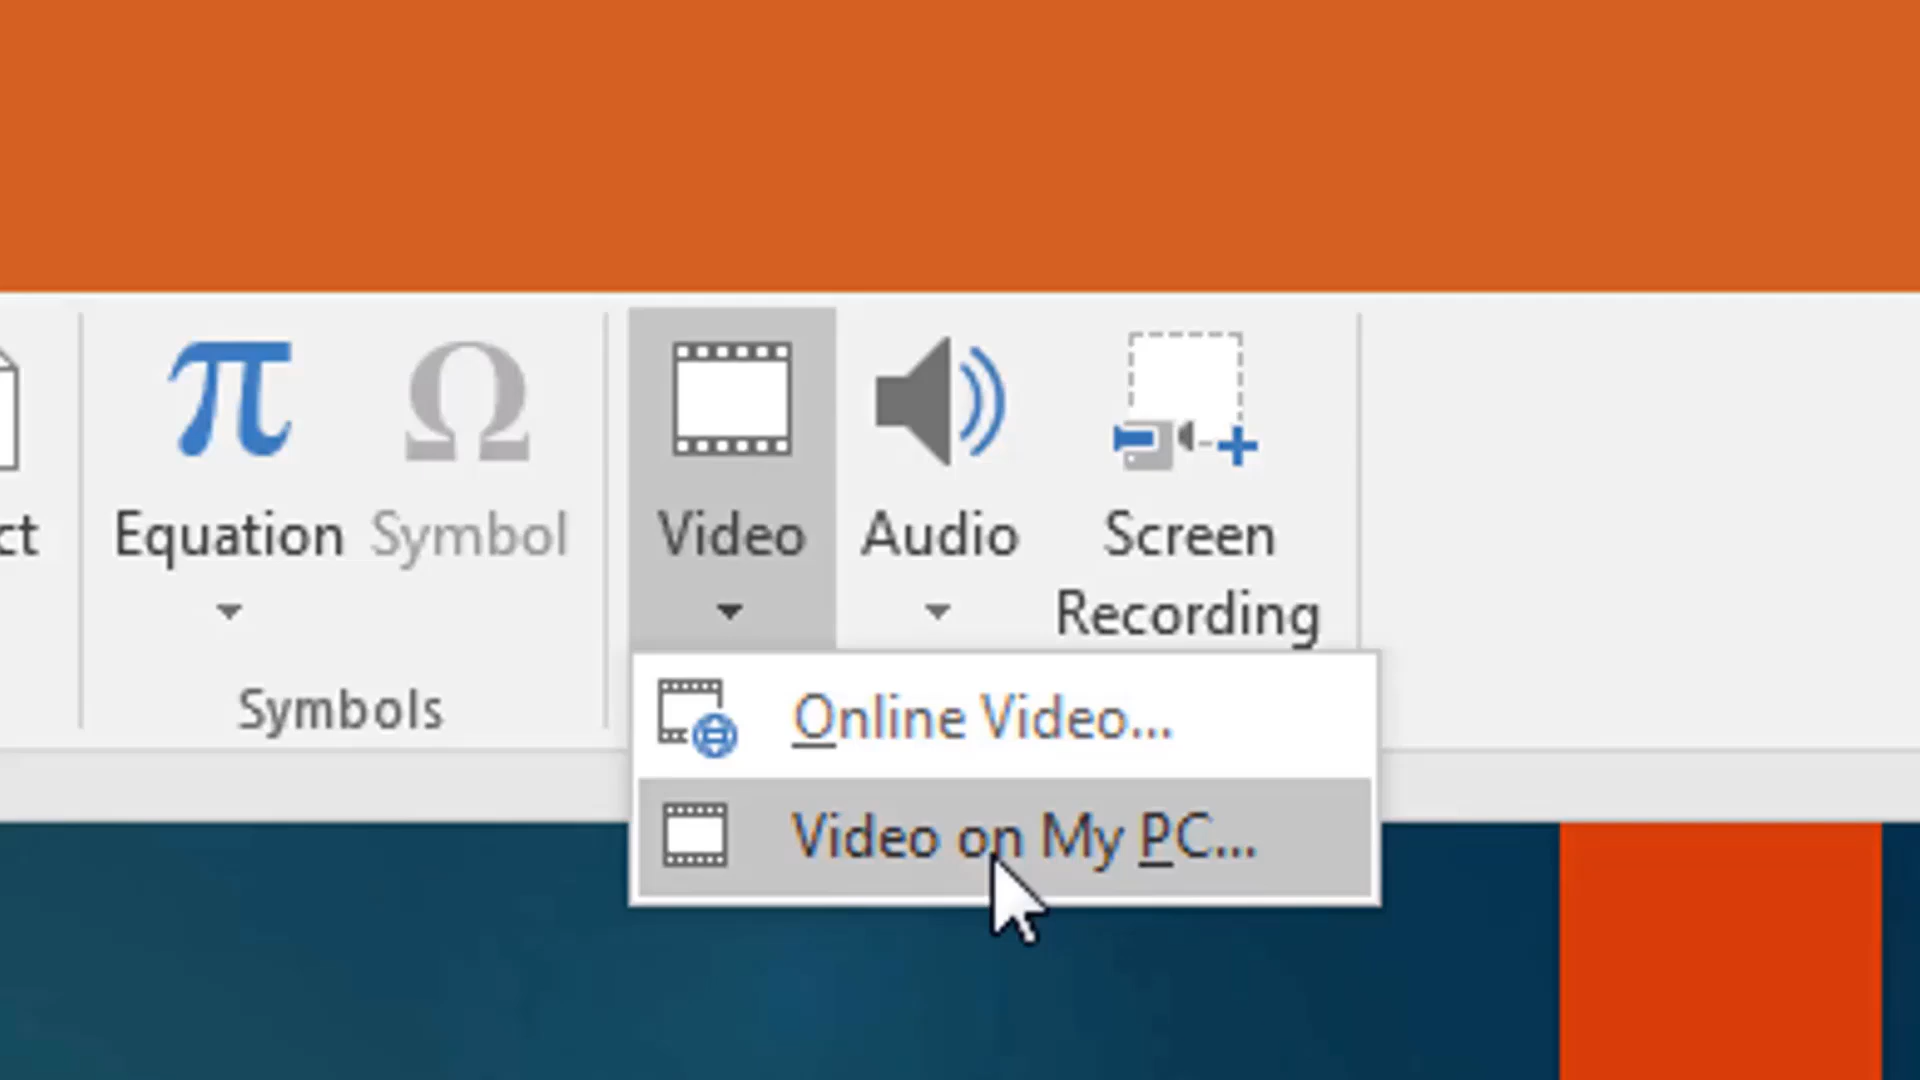 ct
Equation
Symbol
Symbols
Video
Audio
Screen
Recording
Online Video...
Video on My PC...